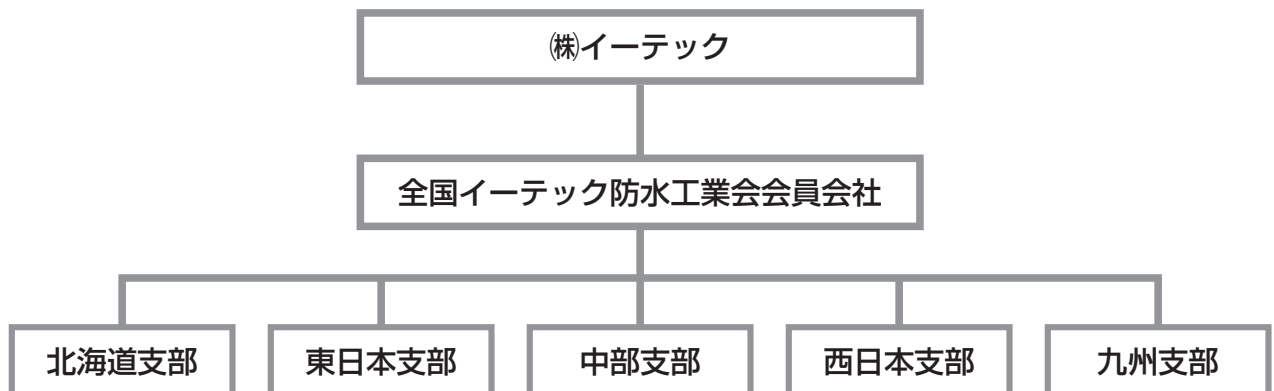 ㈱イーテック
全国イーテック防水工業会会員会社
北海道支部
東日本支部
中部支部
西日本支部
九州支部